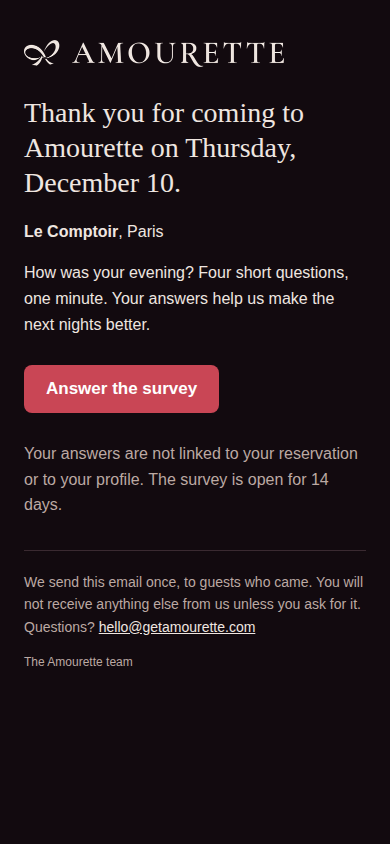 AMOURETTE
Thank you for coming to
Amourette on Thursday,
December 10.
Le Comptoir, Paris
How was your evening? Four short questions,
one minute. Your answers help us make the
next nights better.
Answer the survey
Your answers are not linked to your reservation
or to your profile. The survey is open for 14
days.
We send this email once, to guests who came. You will
not receive anything else from us unless you ask for it.
Questions? hello@getamourette.com
The Amourette team